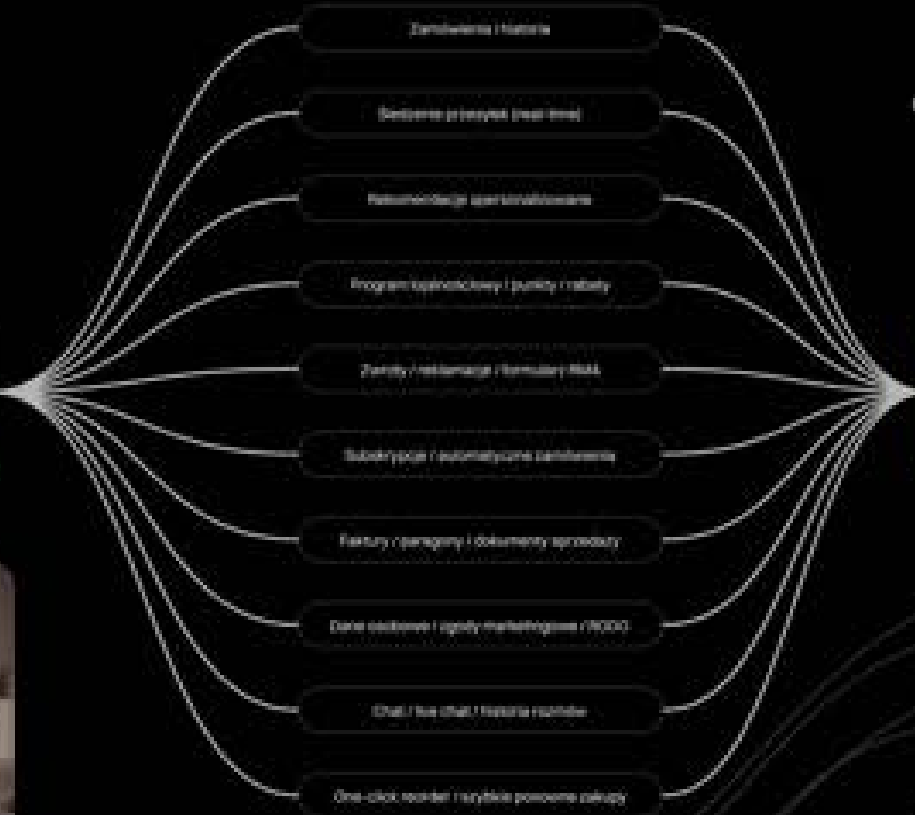 Zamówienia i historia
Śledzenie przesyłek (real-time)
Rekomendacje spersonalizowane
Program lojalnościowy / punkty / rabaty
Zwroty / reklamacje / formularz RMA
Subskrypcje / automatyczne zamówienia
Faktury / paragony i dokumenty sprzedaży
Dane osobowe / zgody marketingowe / RODO
Chat / live chat / historia rozmów
One-click reorder / szybkie ponowne zakupy